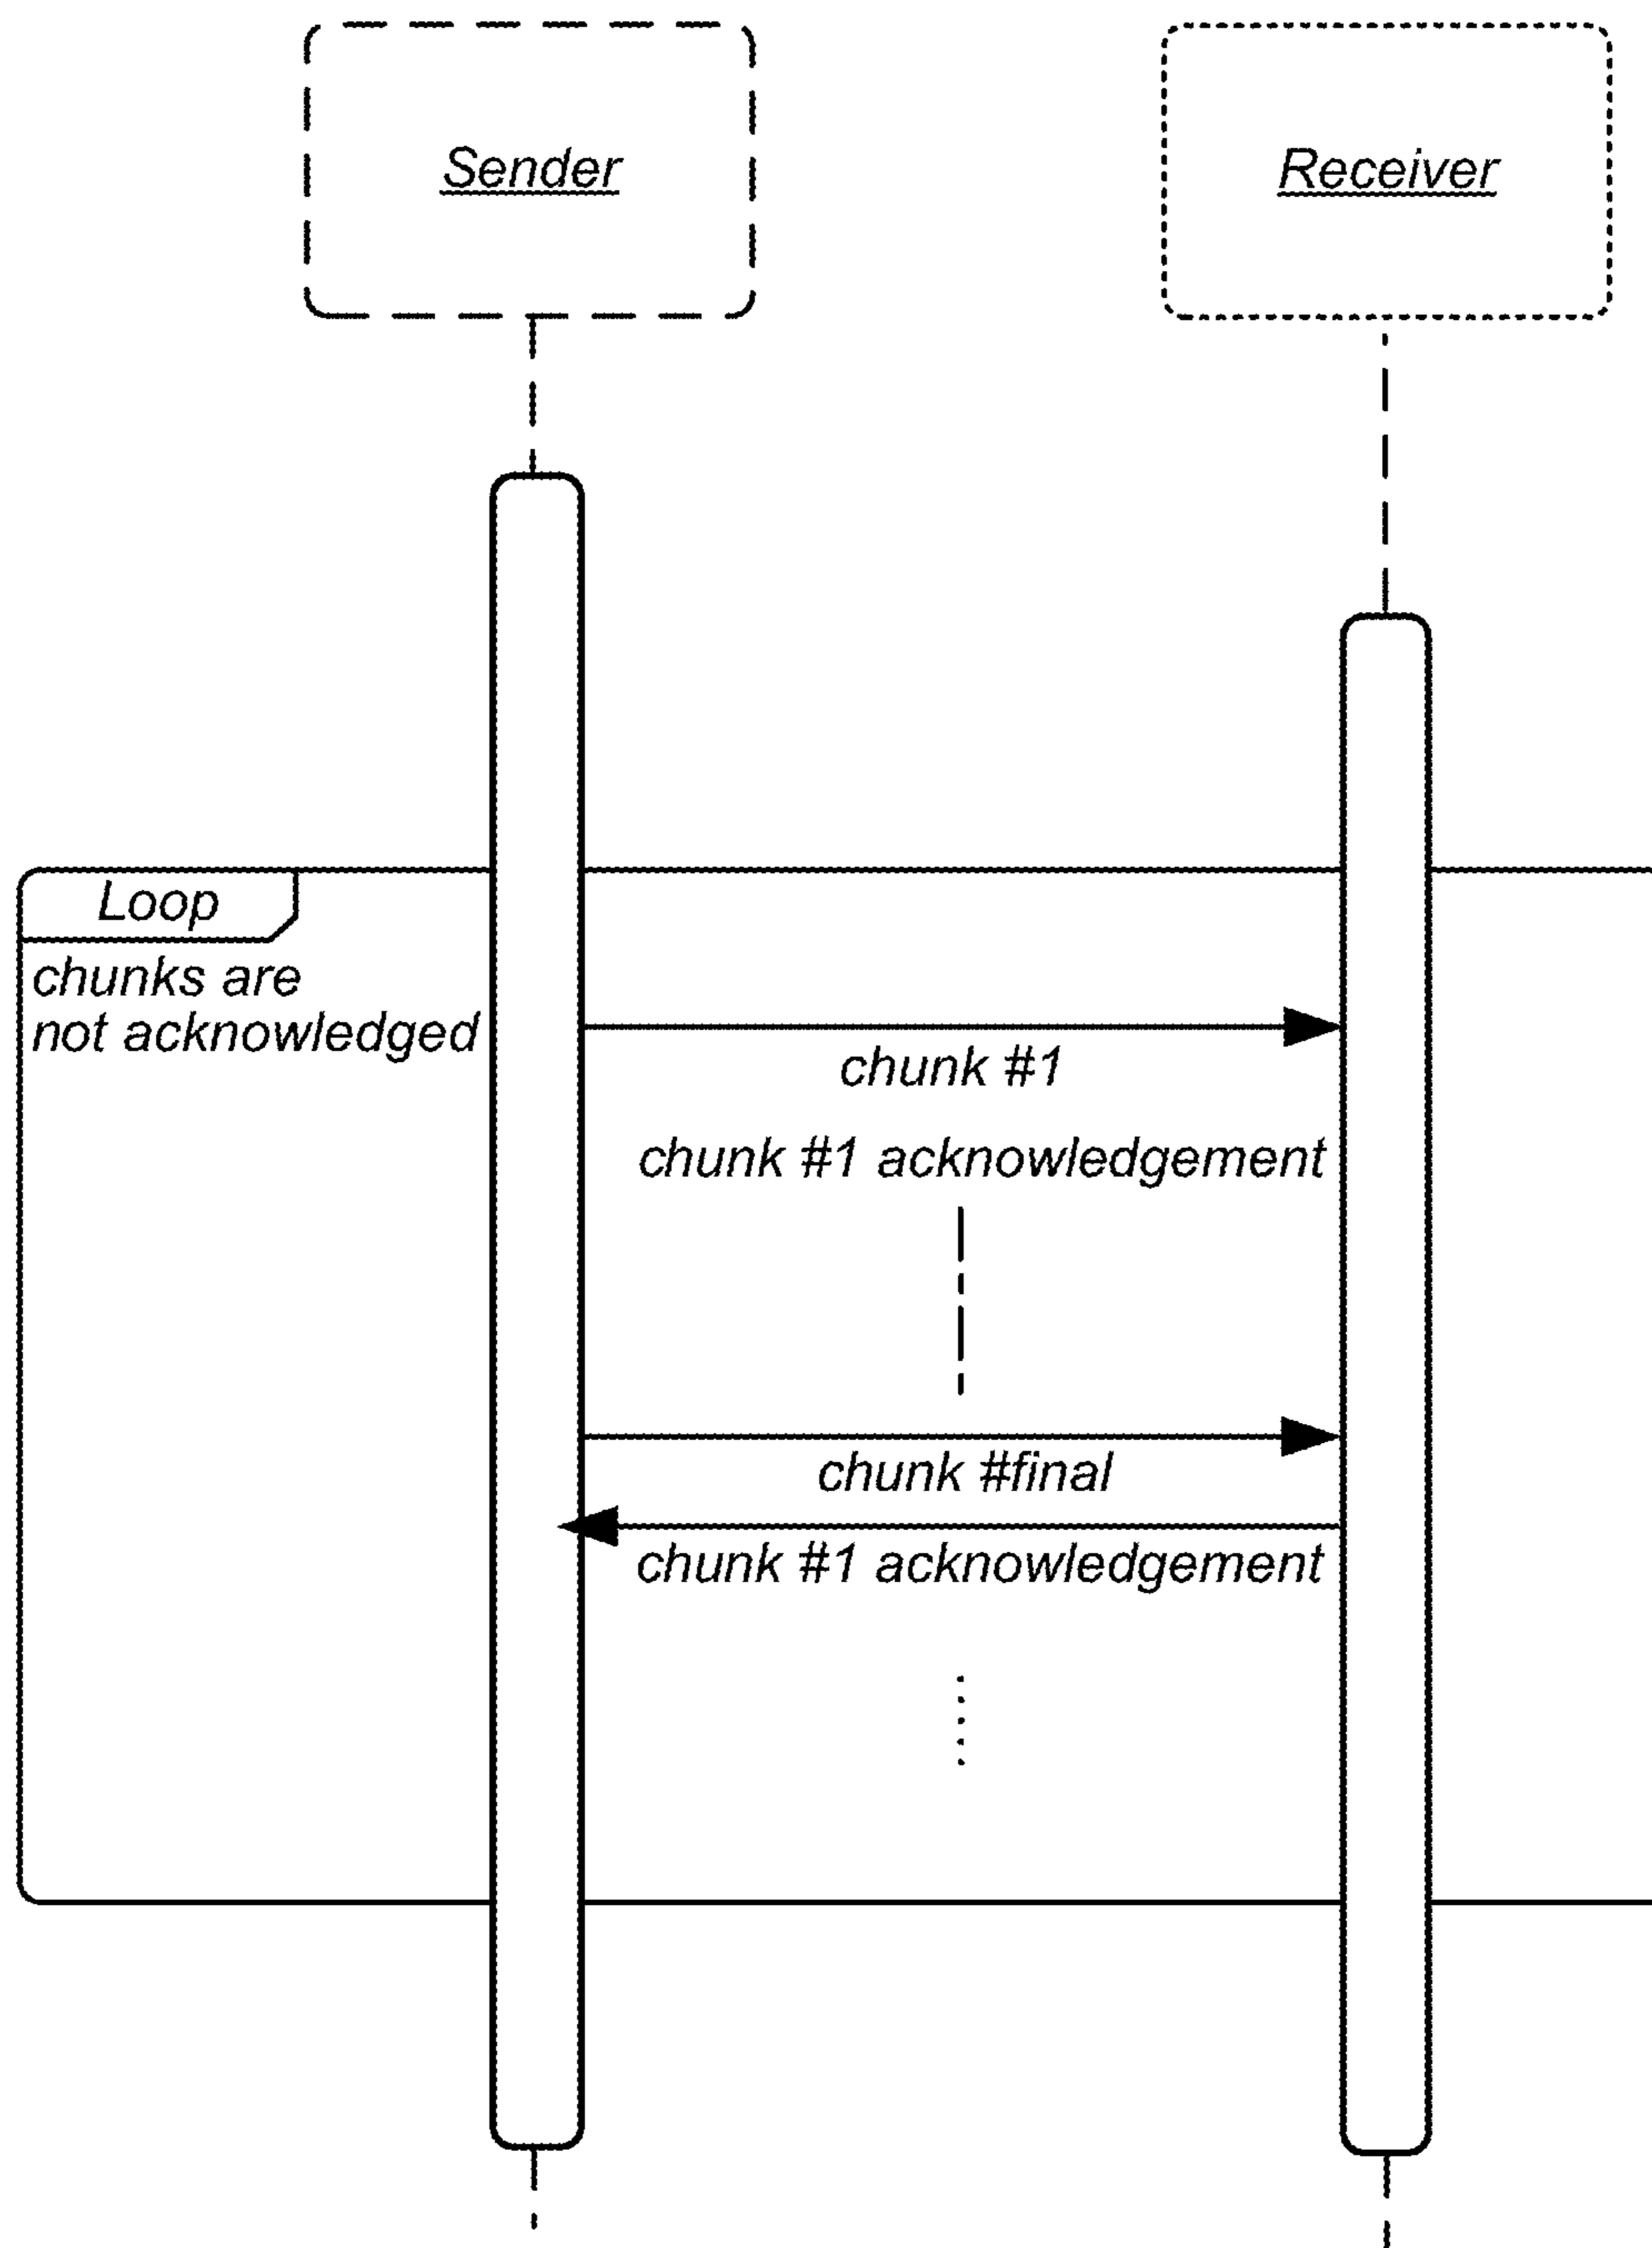 Sender
Receiver
Loop
chunks are
not acknowledged
chunk #1
chunk #1 acknowledgement
chunk #final
chunk #1 acknowledgement